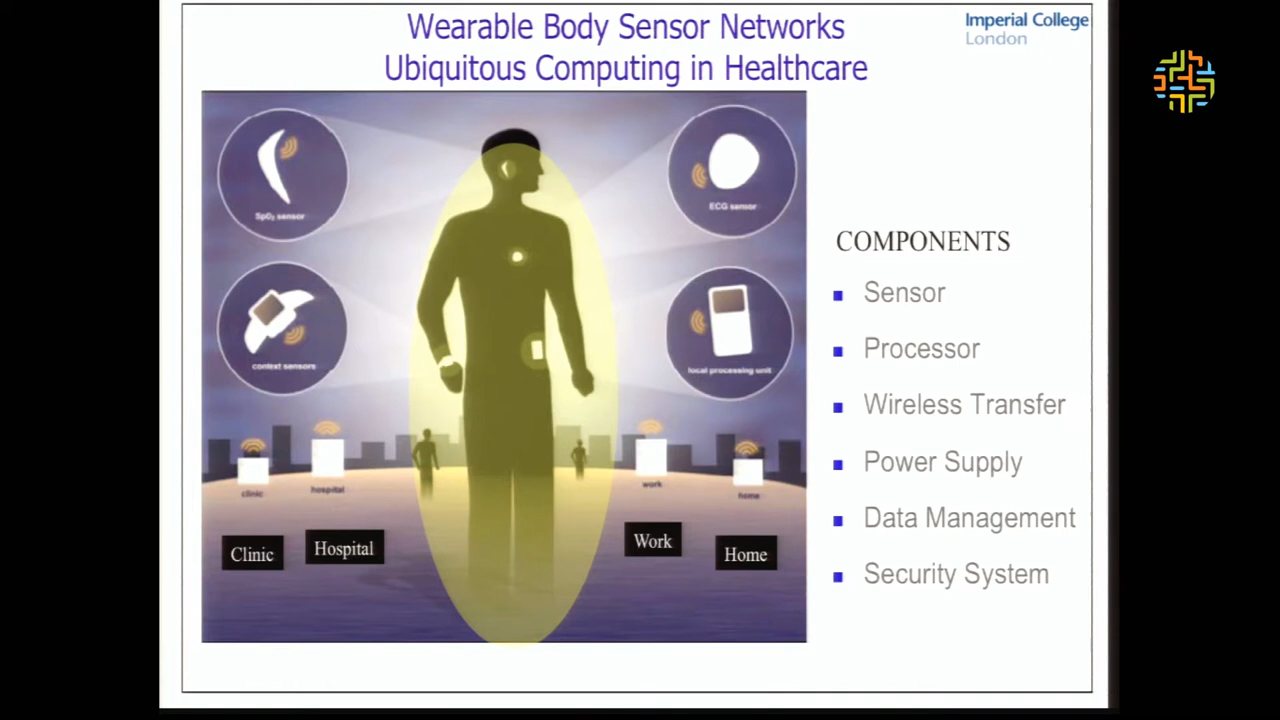 Wearable Body Sensor Networks
Ubiquitous Computing in Healthcare
Imperial College
London
SpO₂ sensor
ECG sensor
context sensors
local processing unit
clinic
hospital
work
home
Clinic
Hospital
Work
Home
COMPONENTS
Sensor
Processor
Wireless Transfer
Power Supply
Data Management
Security System